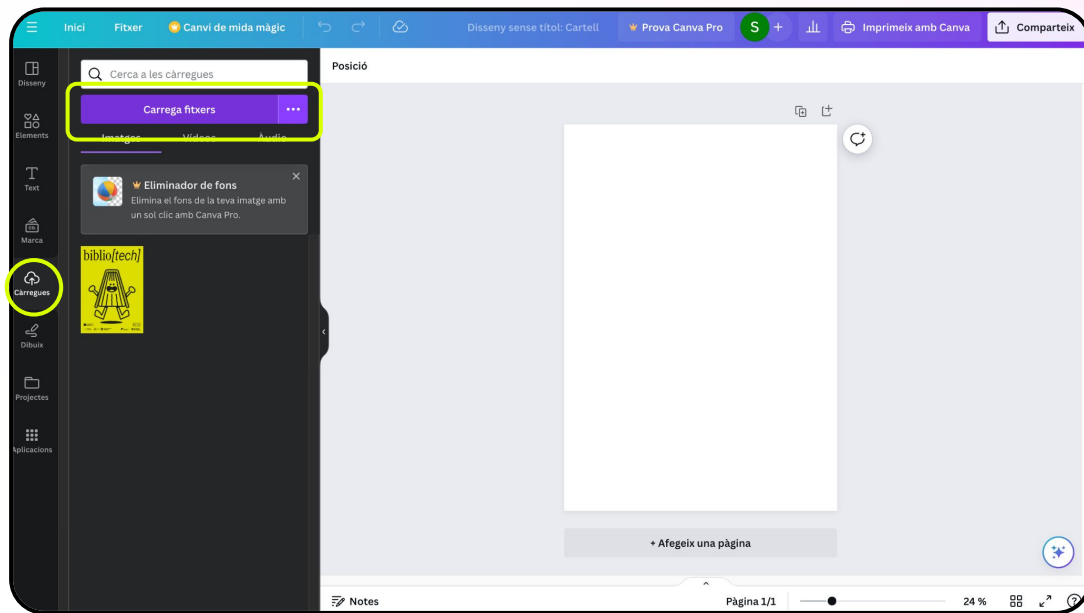 Inici Fitxer Canvi de mida màgic Disseny sense títol: Cartell Prova Canva Pro S + Imprimeix amb Canva Comparteix
Disseny
Elements
Text
Marca
Càrregues
Dibuix
Projectes
Aplicacions
Cerca a les càrregues
Carrega fitxers
Imatges Vídeos Àudio
Eliminador de fons
Elimina el fons de la teva imatge amb
un sol clic amb Canva Pro.
biblio[tech]
Posició
+ Afegeix una pàgina
Notes Pàgina 1/1 24 %